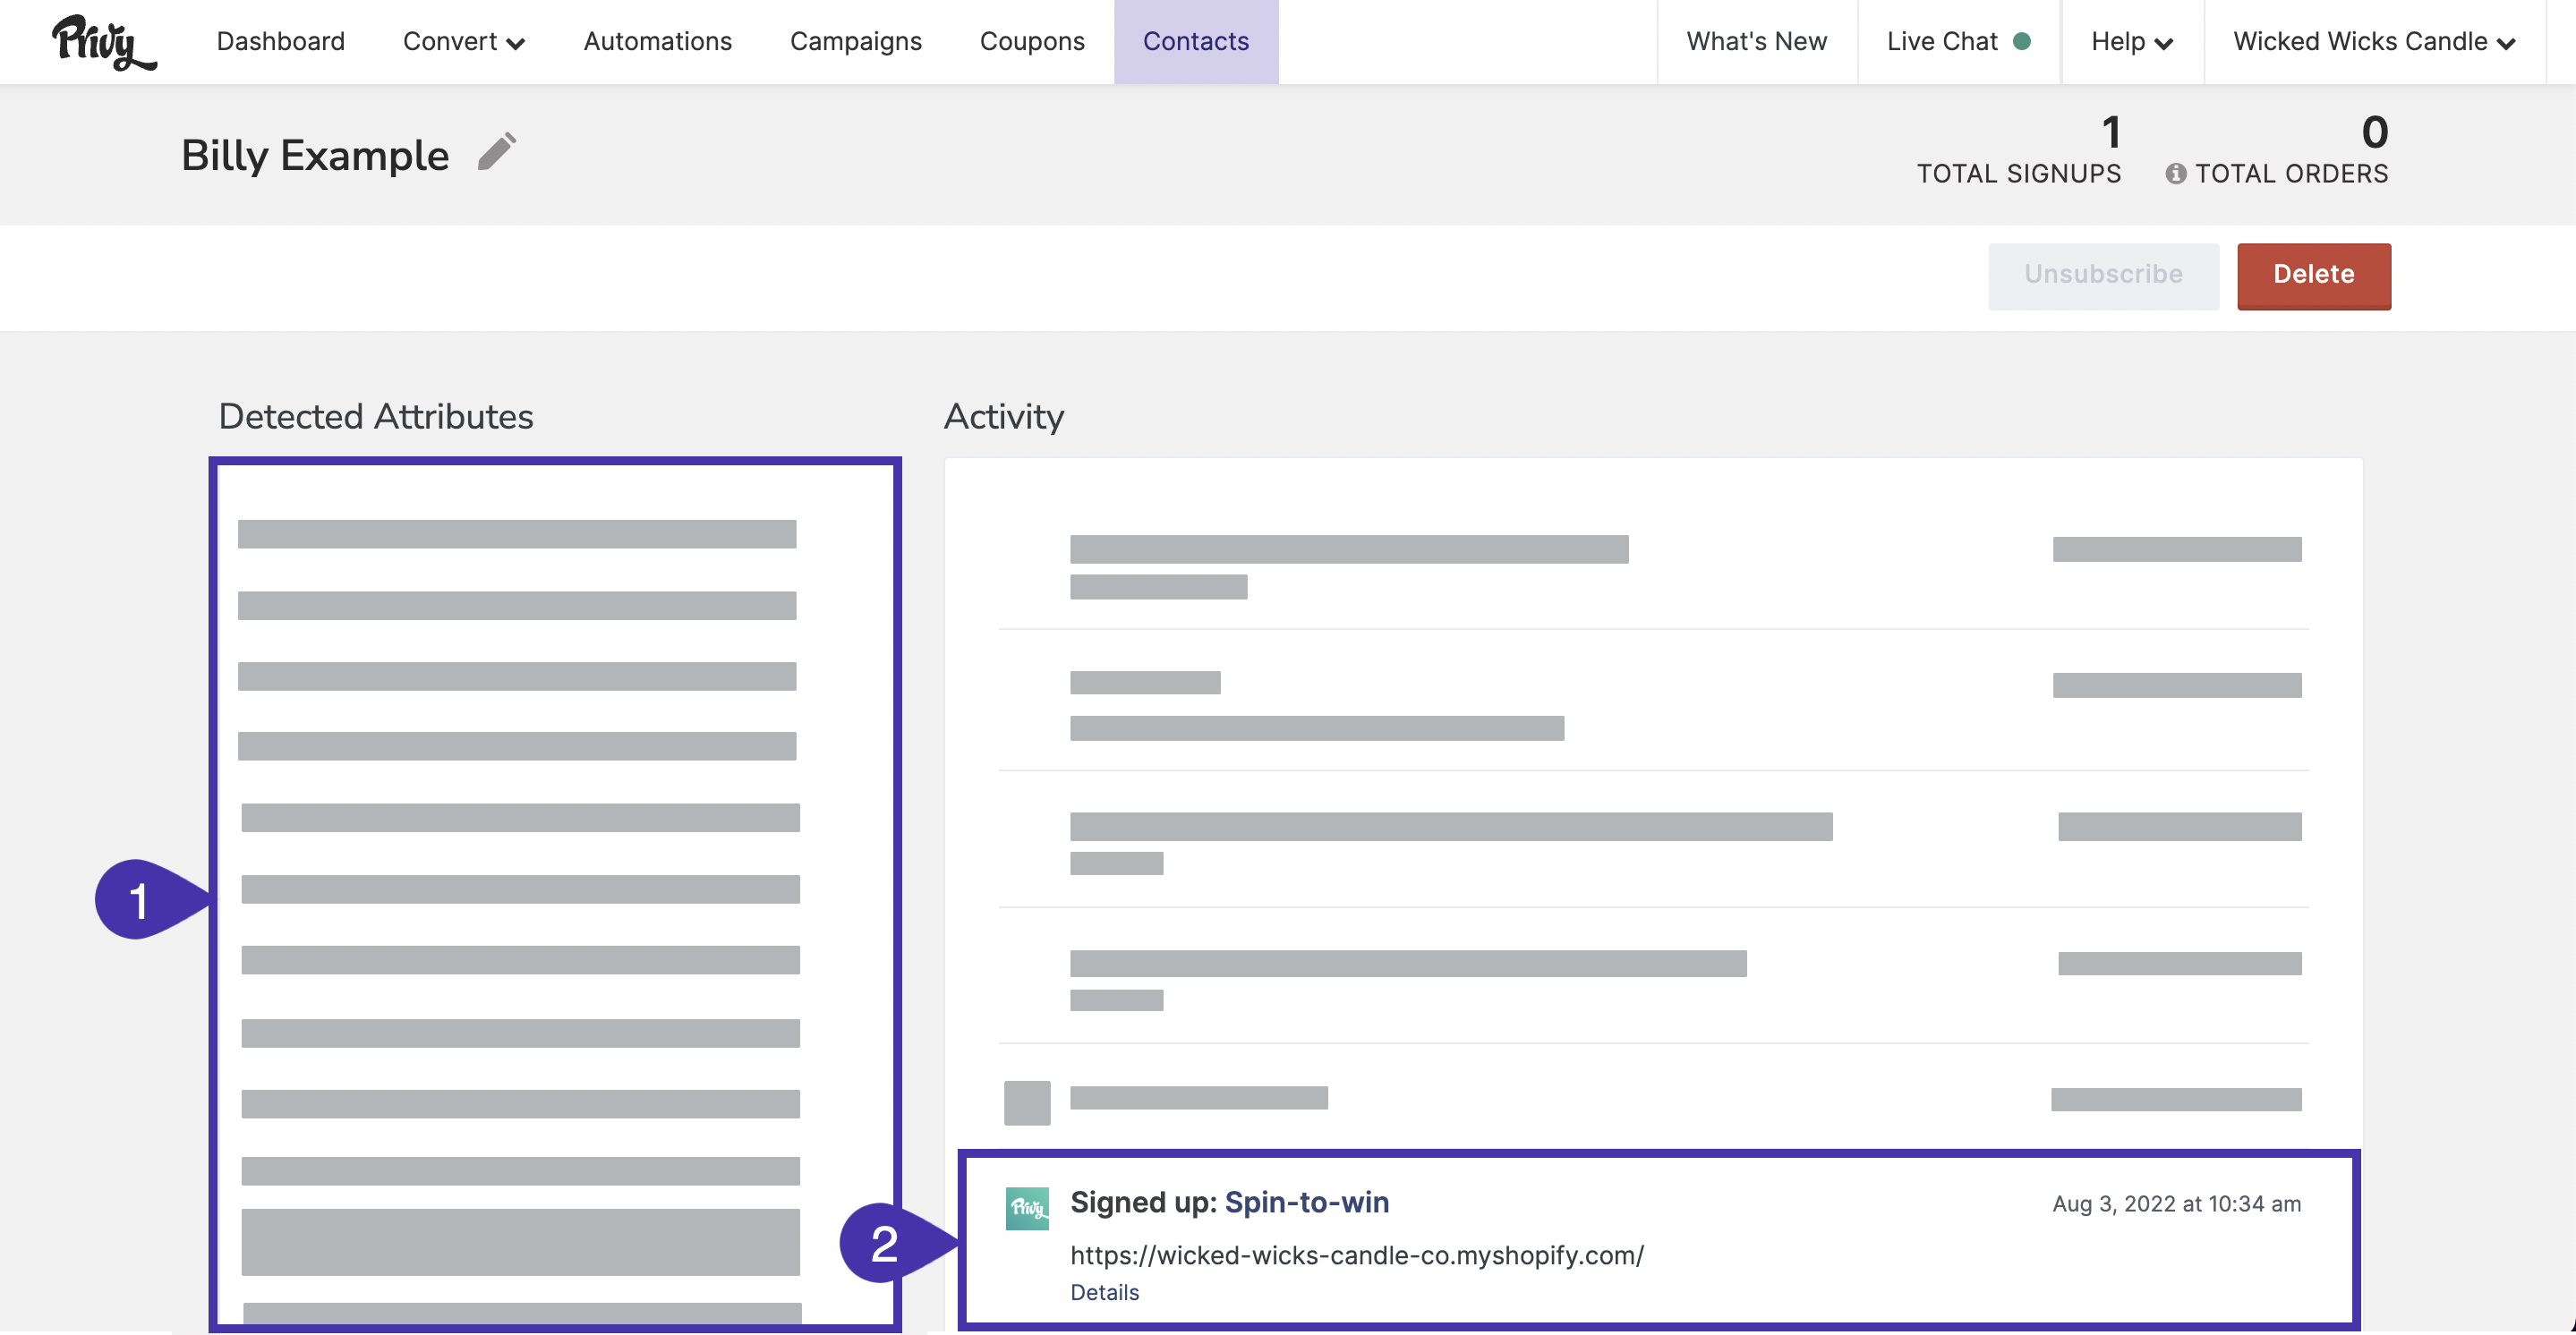 Privy Dashboard Convert Automations Campaigns Coupons Contacts What's New Live Chat Help Wicked Wicks Candle
Billy Example
1
TOTAL SIGNUPS
0
TOTAL ORDERS
Unsubscribe Delete
Detected Attributes
Activity
1
2
Privy
Signed up: Spin-to-win
Aug 3, 2022 at 10:34 am
https://wicked-wicks-candle-co.myshopify.com/
Details